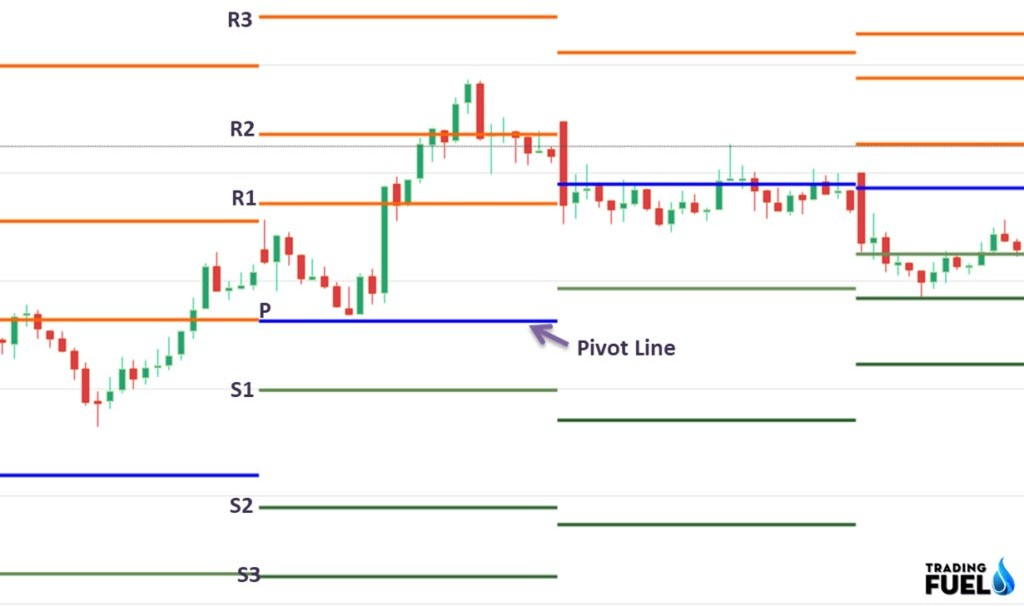 R3
R2
R1
P
Pivot Line
S1
S2
S3
TRADING
FUEL